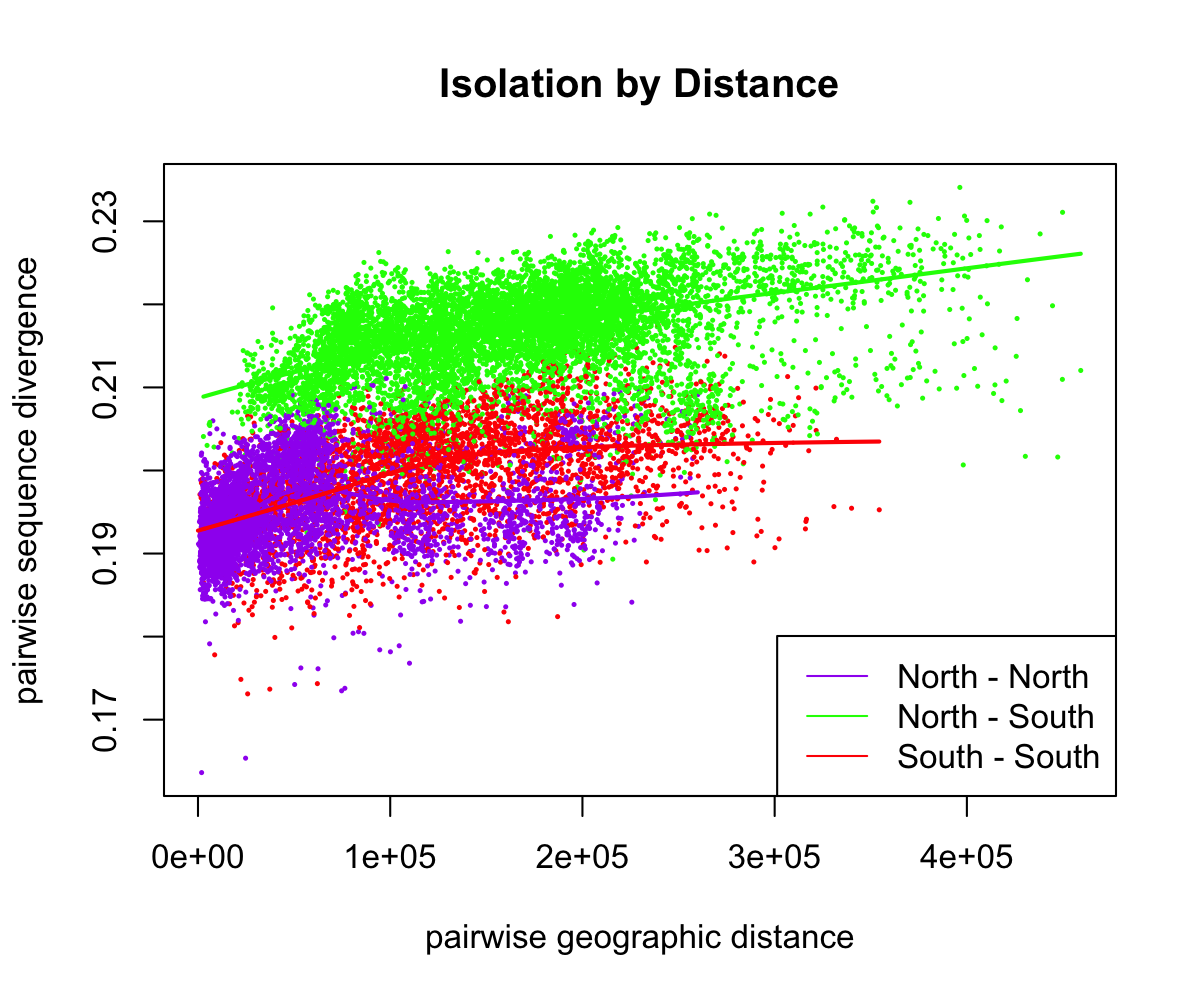 Isolation by Distance
pairwise sequence divergence
0.23
0.21
0.19
0.17
North - North
North - South
South - South
0e+00 1e+05 2e+05 3e+05 4e+05
pairwise geographic distance